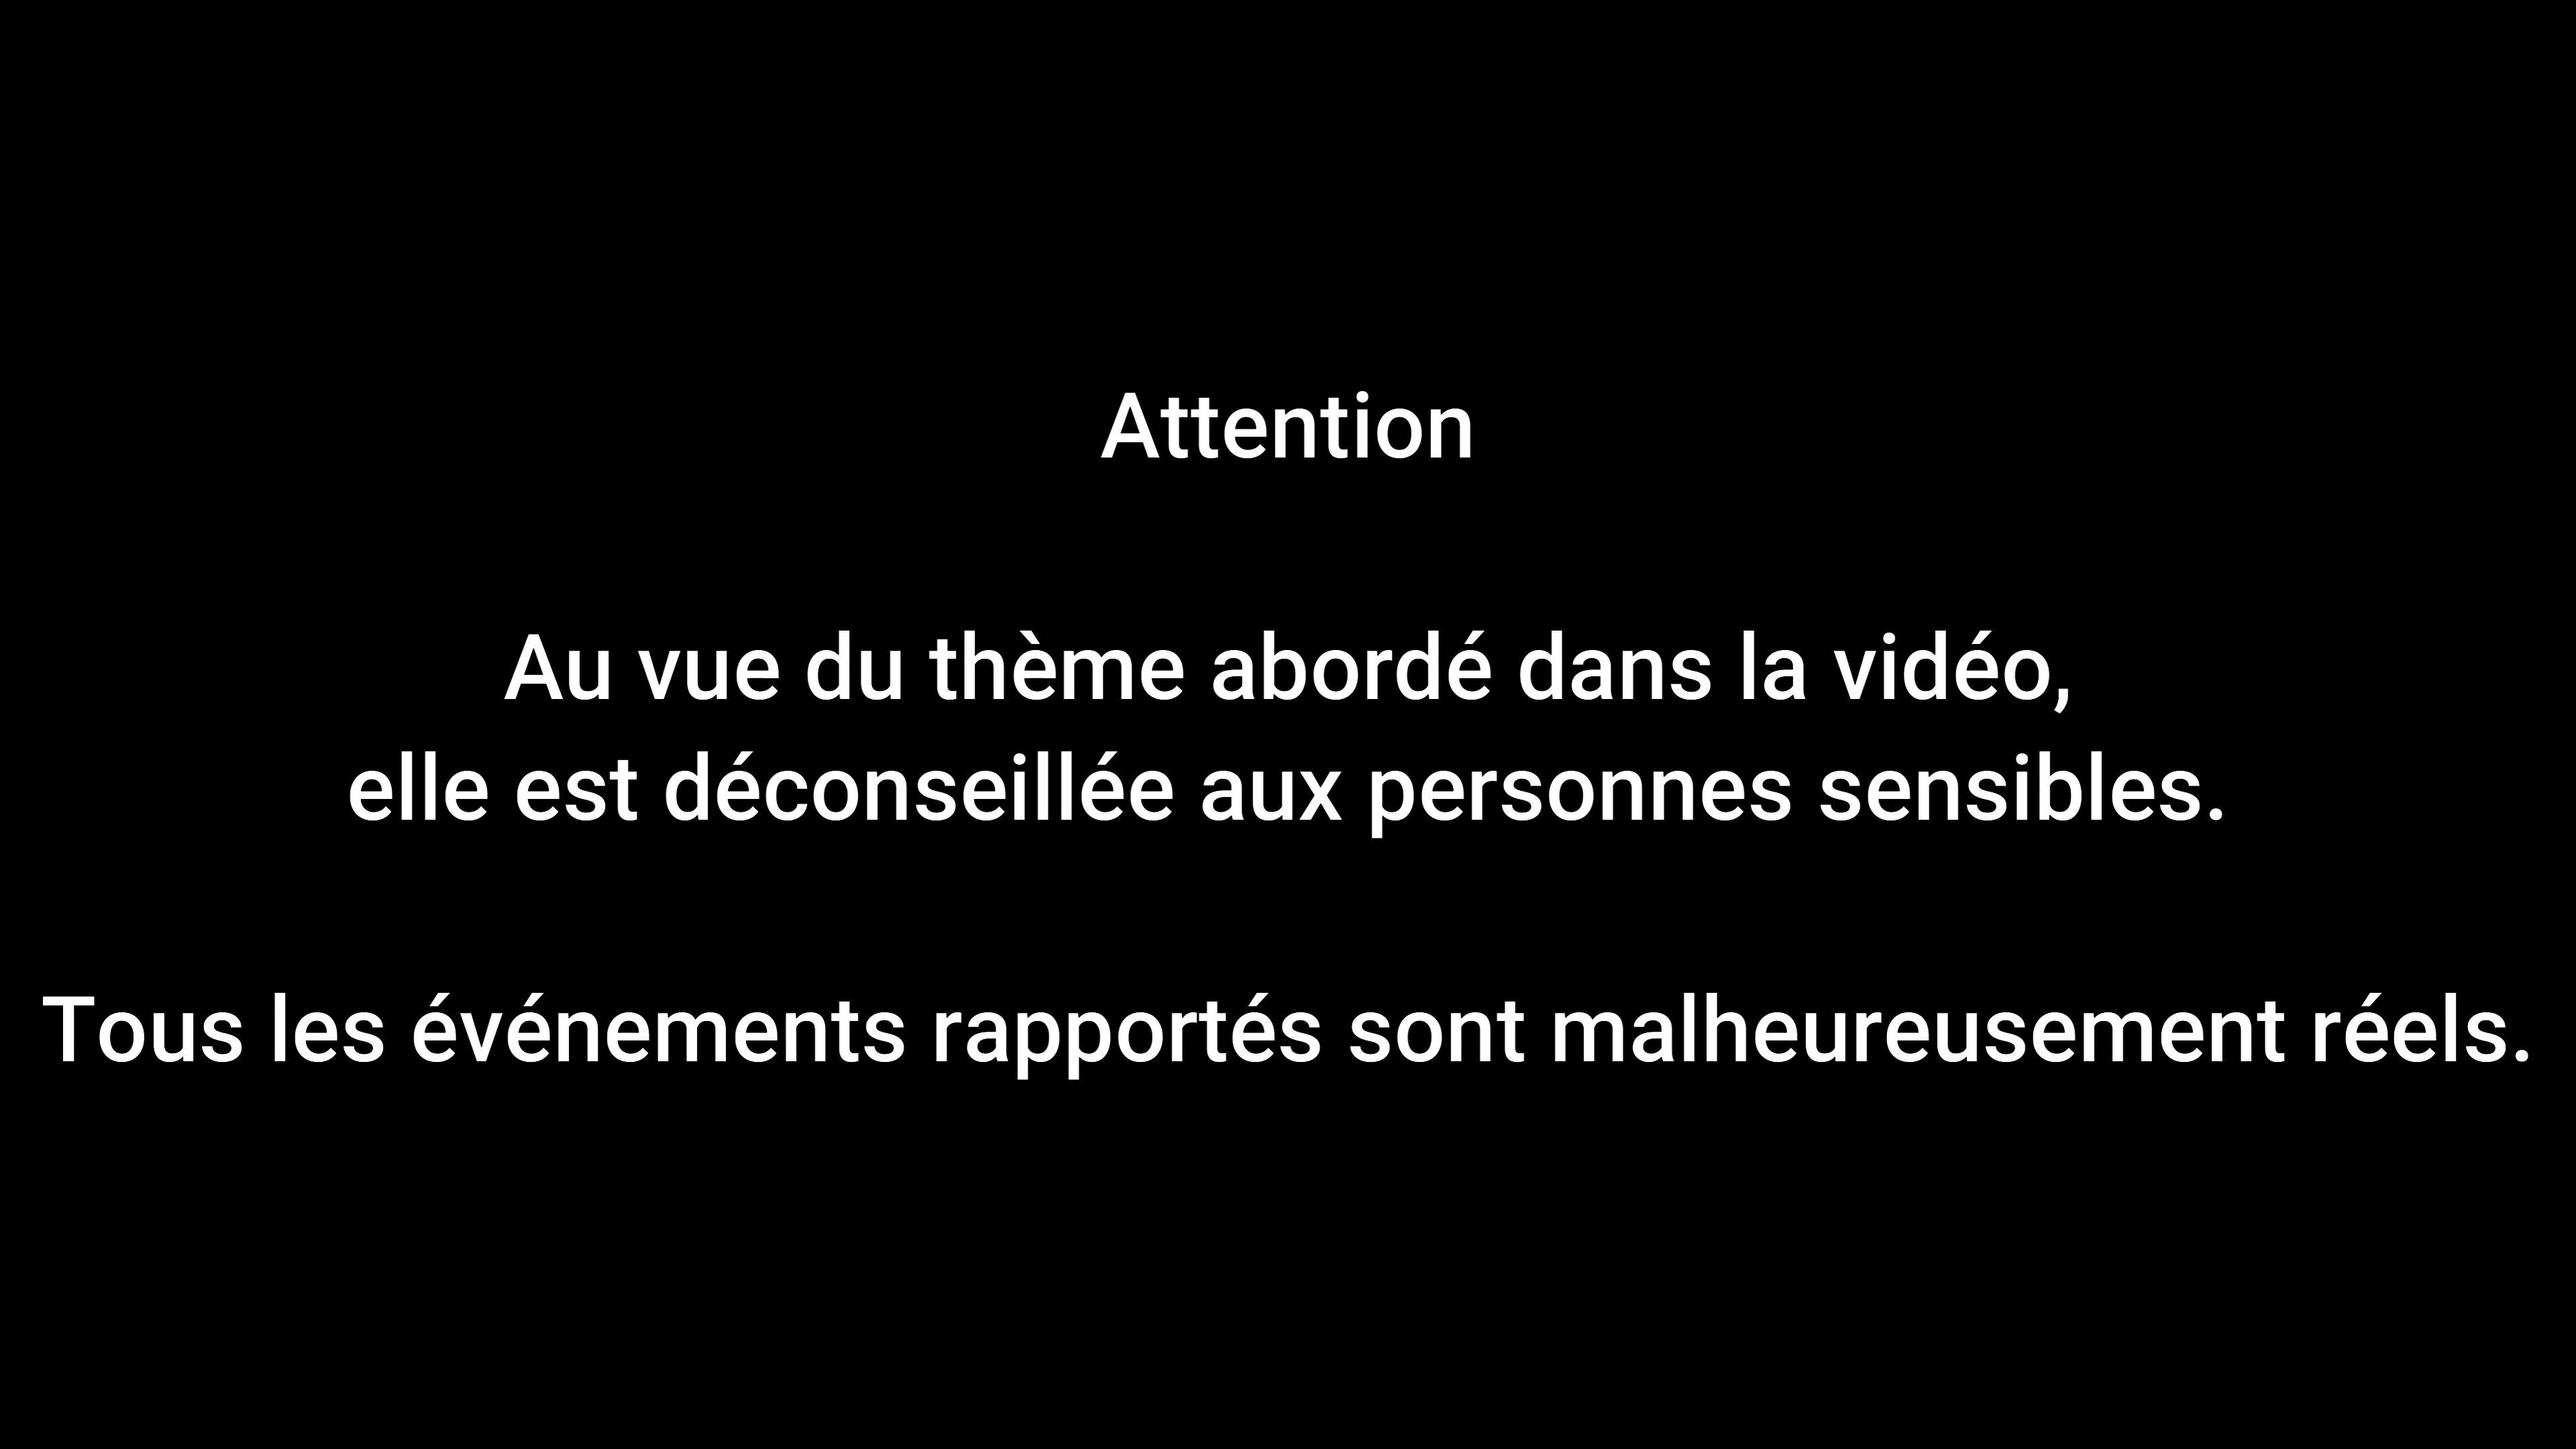 Attention
Au vue du thème abordé dans la vidéo,
elle est déconseillée aux personnes sensibles.
Tous les événements rapportés sont malheureusement réels.